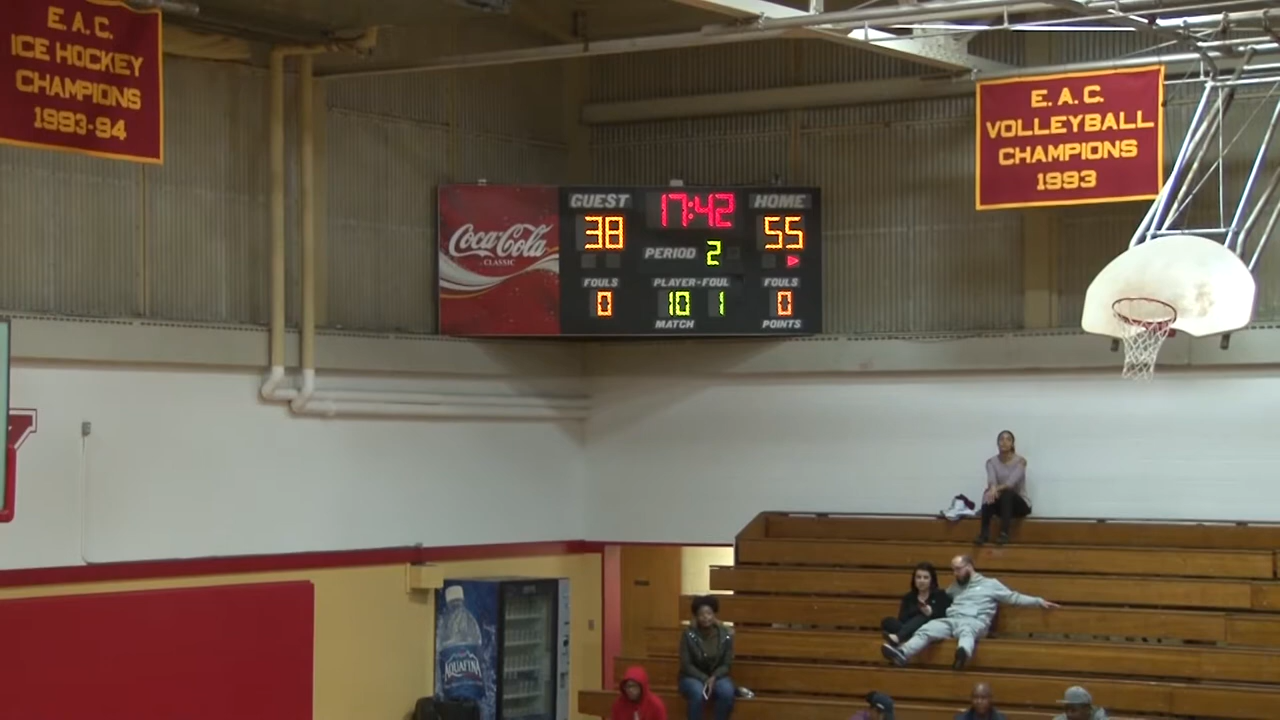 E. A. C.
ICE HOCKEY
CHAMPIONS
1993-94
E. A. C.
VOLLEYBALL
CHAMPIONS
1993
Coca-Cola
CLASSIC
GUEST 17:42 HOME
38 55
PERIOD 2
FOULS PLAYER-FOUL FOULS
0 10 1 0
MATCH POINTS
AQUAFINA